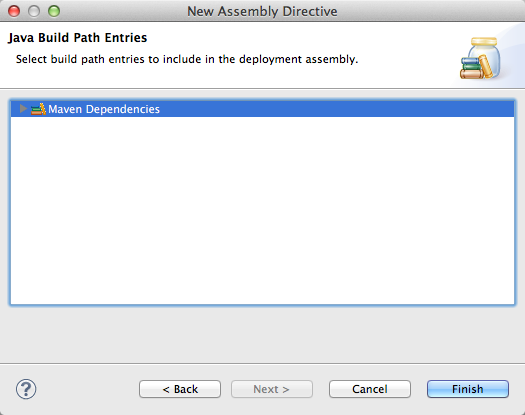 New Assembly Directive
Java Build Path Entries
Select build path entries to include in the deployment assembly.
Maven Dependencies
?
< Back
Next >
Cancel
Finish